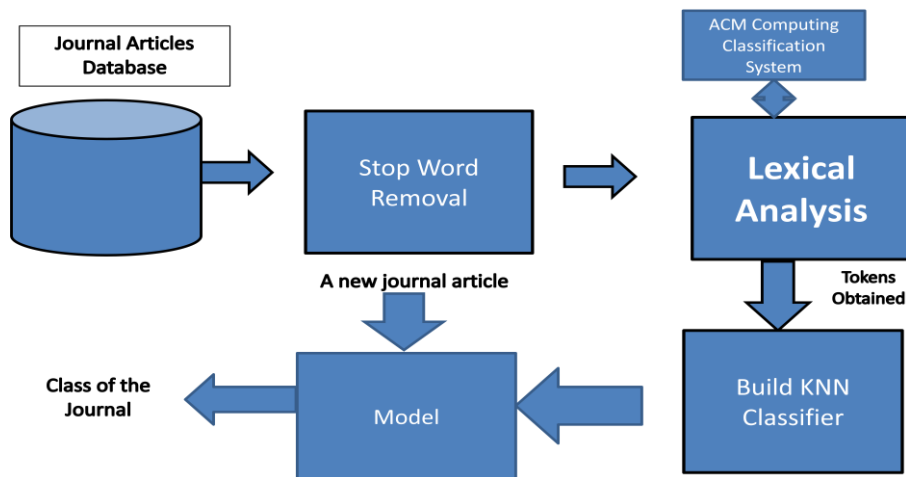 Journal Articles
Database
ACM Computing
Classification
System
Stop Word
Removal
Lexical
Analysis
A new journal article
Tokens
Obtained
Class of the
Journal
Model
Build KNN
Classifier